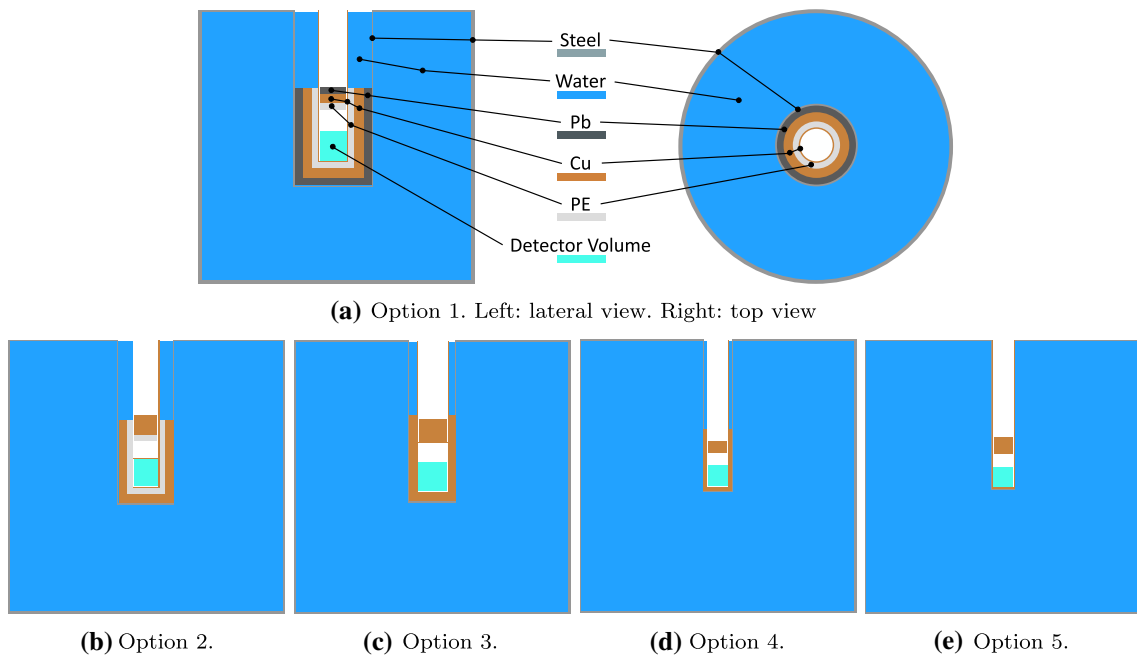 Steel
Water
Pb
Cu
PE
Detector Volume
(a) Option 1. Left: lateral view. Right: top view
(b) Option 2.
(c) Option 3.
(d) Option 4.
(e) Option 5.